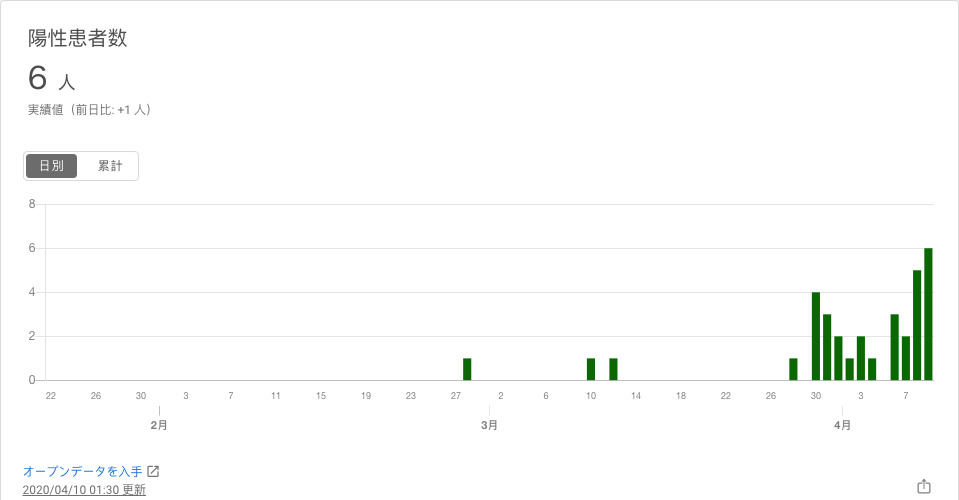 陽性患者数
6 人
実績値（前日比: +1 人）
日別 累計
8
6
4
2
0
22 26 30 3 7 11 15 19 23 27 2 6 10 14 18 22 26 30 3 7
2月 3月 4月
オープンデータを入手
2020/04/10 01:30 更新